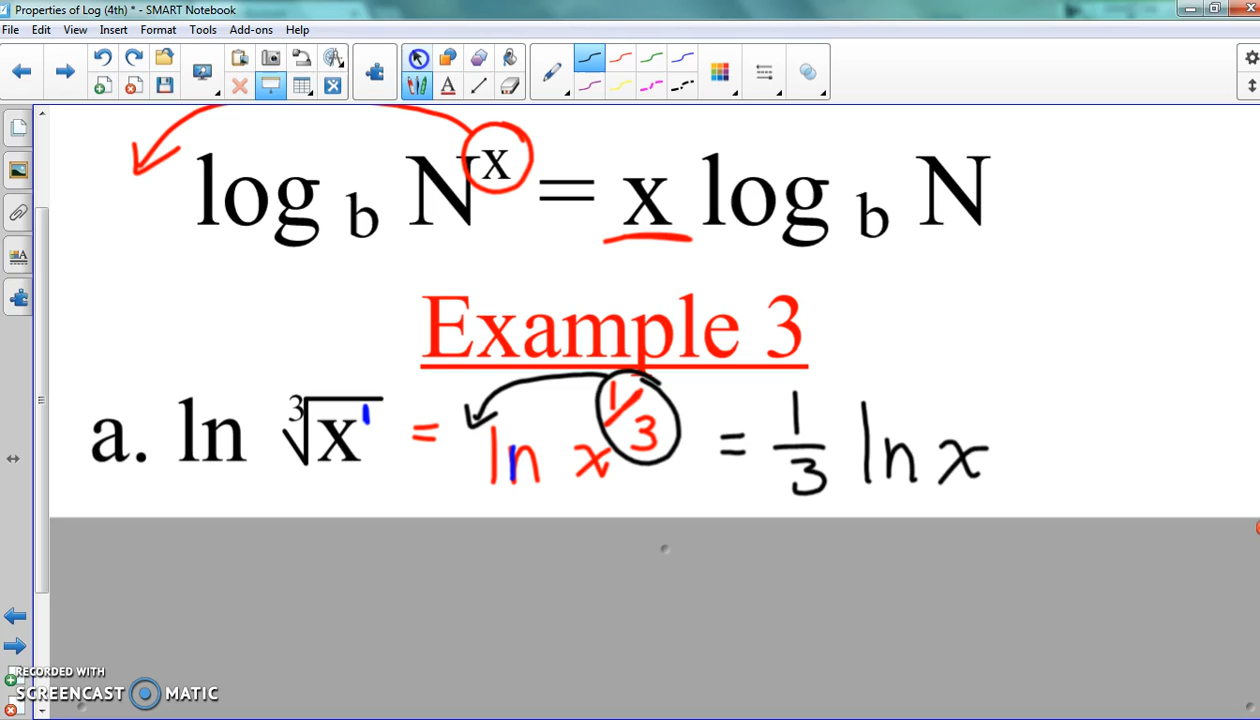 Properties of Log (4th) * - SMART Notebook
File Edit View Insert Format Tools Add-ons Help
log b N^x = x log b N
Example 3
a. ln ∛x¹ = ln x^1/3 = 1/3 ln x
RECORDED WITH
SCREENCAST MATIC